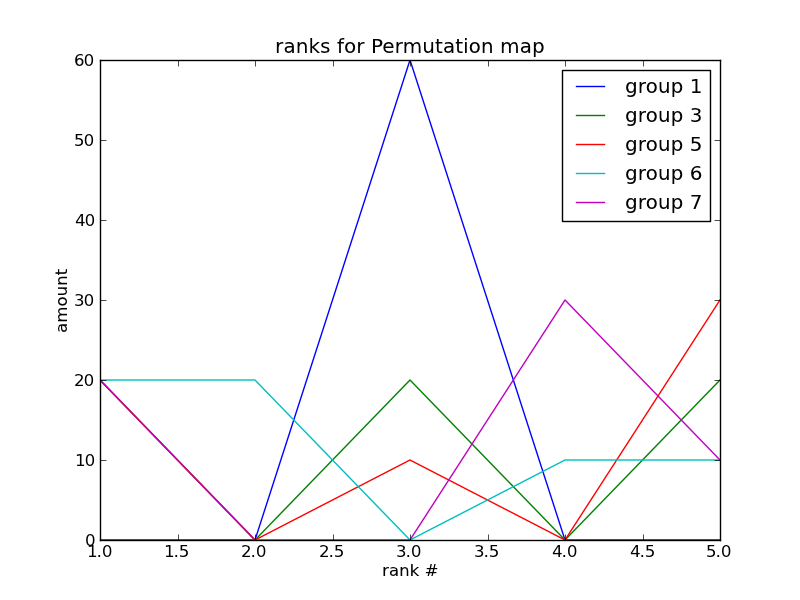 ranks for Permutation map
60
50
40
30
20
10
0
amount
group 1
group 3
group 5
group 6
group 7
1.0 1.5 2.0 2.5 3.0 3.5 4.0 4.5 5.0
rank #